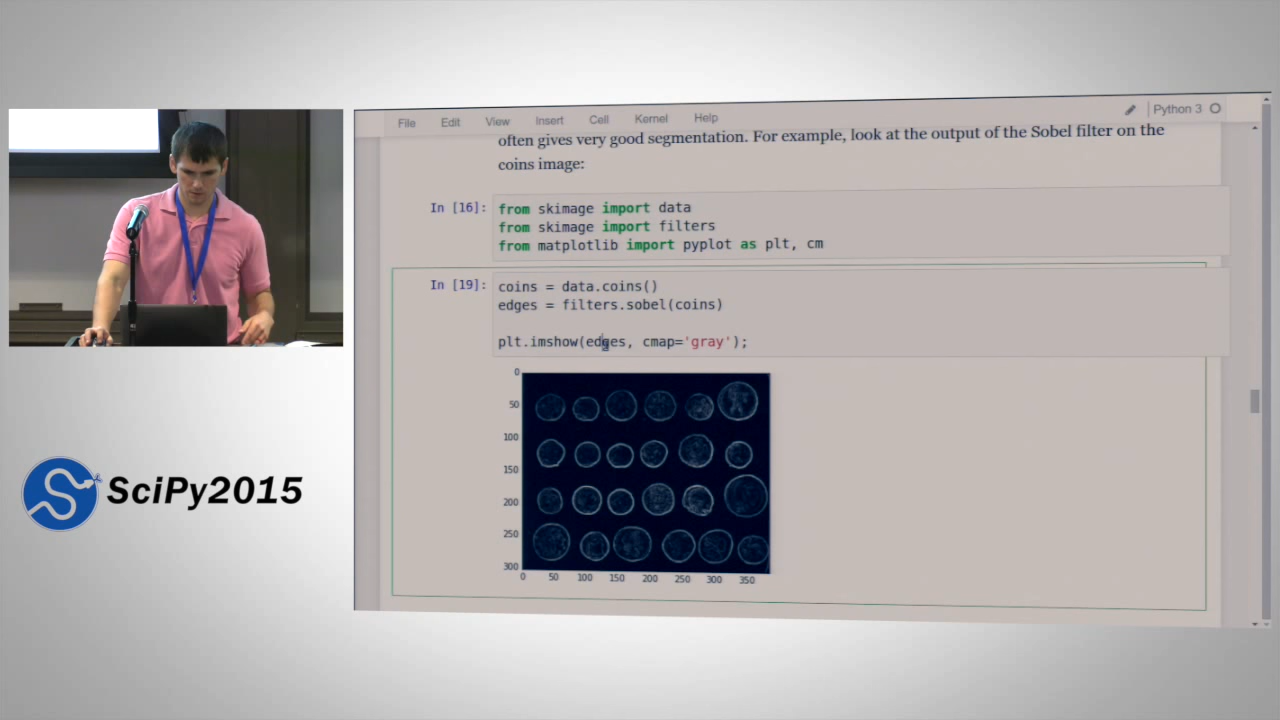 File Edit View Insert Cell Kernel Help Python 3
often gives very good segmentation. For example, look at the output of the Sobel filter on the
coins image:
In [16]: from skimage import data
from skimage import filters
from matplotlib import pyplot as plt, cm
In [19]: coins = data.coins()
edges = filters.sobel(coins)
plt.imshow(edges, cmap='gray');
0
50
100
150
200
250
300
0 50 100 150 200 250 300 350
SciPy2015